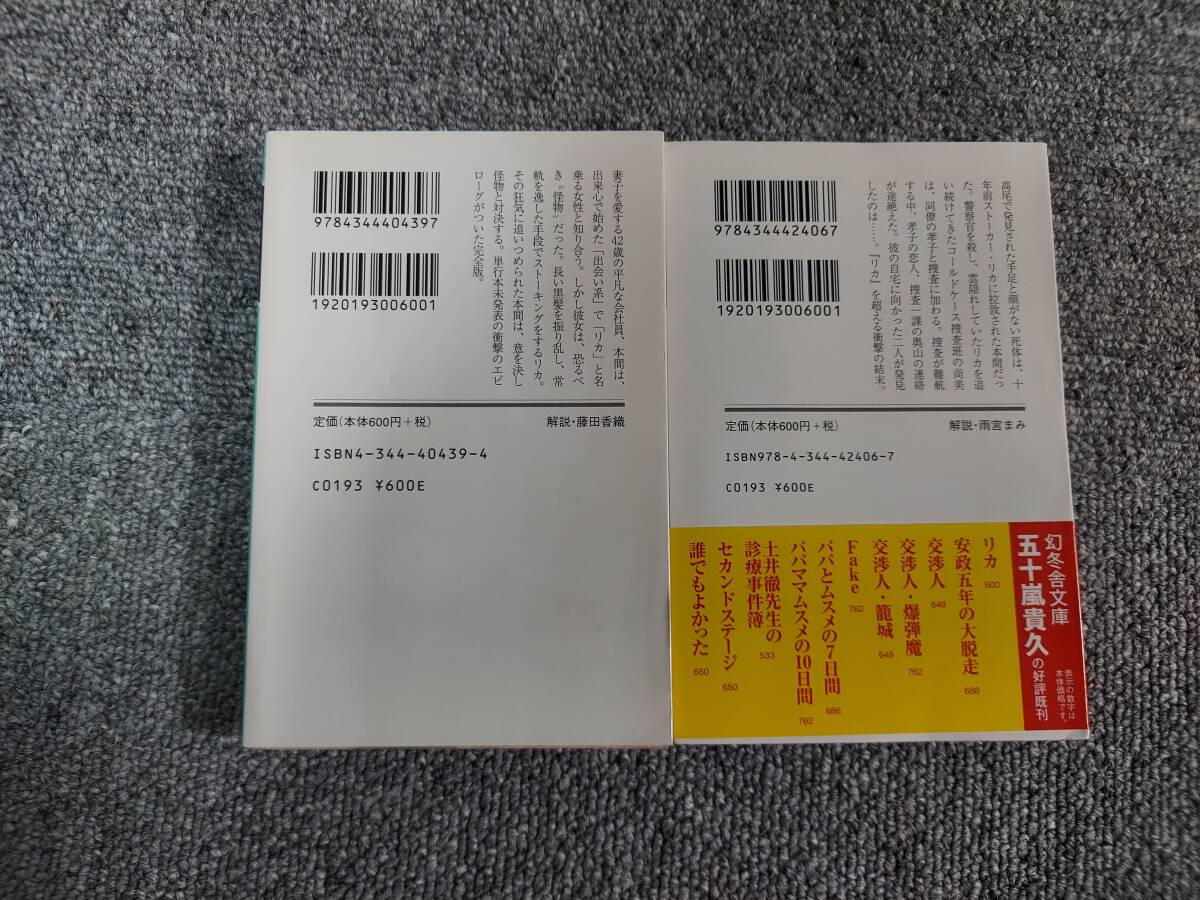 9784344404397
1920193006001
妻子を愛する42歳の平凡な会社員、本間は、
出来心で始めた「出会い系」で「リカ」と名
乗る女性と知り合う。しかし彼女は、恐るべ
き“怪物”だった。長い黒髪を振り乱し、常
軌を逸した手段でストーキングをするリカ。
その狂気に追いつめられた本間は、意を決し
怪物と対決する。単行本未発表の衝撃のエピ
ローグがついた完全版。
定価(本体600円+税)
解説・藤田香織
ISBN4-344-40439-4
C0193 ¥600E
9784344424067
1920193006001
高尾で発見された手足と顔がない死体は、十
年前ストーカー・リカに拉致された本間だっ
た。警察官を殺し、雲隠れしていたリカを追
い続けてきたコールドケース捜査班の尚美
は、同僚の孝子と捜査に加わる。捜査が難航
する中、孝子の恋人、捜査一課の奥山の連絡
が途絶えた。彼の自宅に向かった二人が発見
したのは……。『リカ』を超える衝撃の結末。
定価(本体600円+税)
解説・雨宮まみ
ISBN978-4-344-42406-7
C0193 ¥600E
幻冬舎文庫
五十嵐貴久の好評既刊
表示の数字は
本体価格です。
リカ 600
安政五年の大脱走 686
交渉人 648
交渉人・爆弾魔 762
交渉人・籠城 648
Fake 762
パパとムスメの7日間 686
パパママムスメの10日間 762
土井徹先生の
診療事件簿 533
セカンドステージ 650
誰でもよかった 650